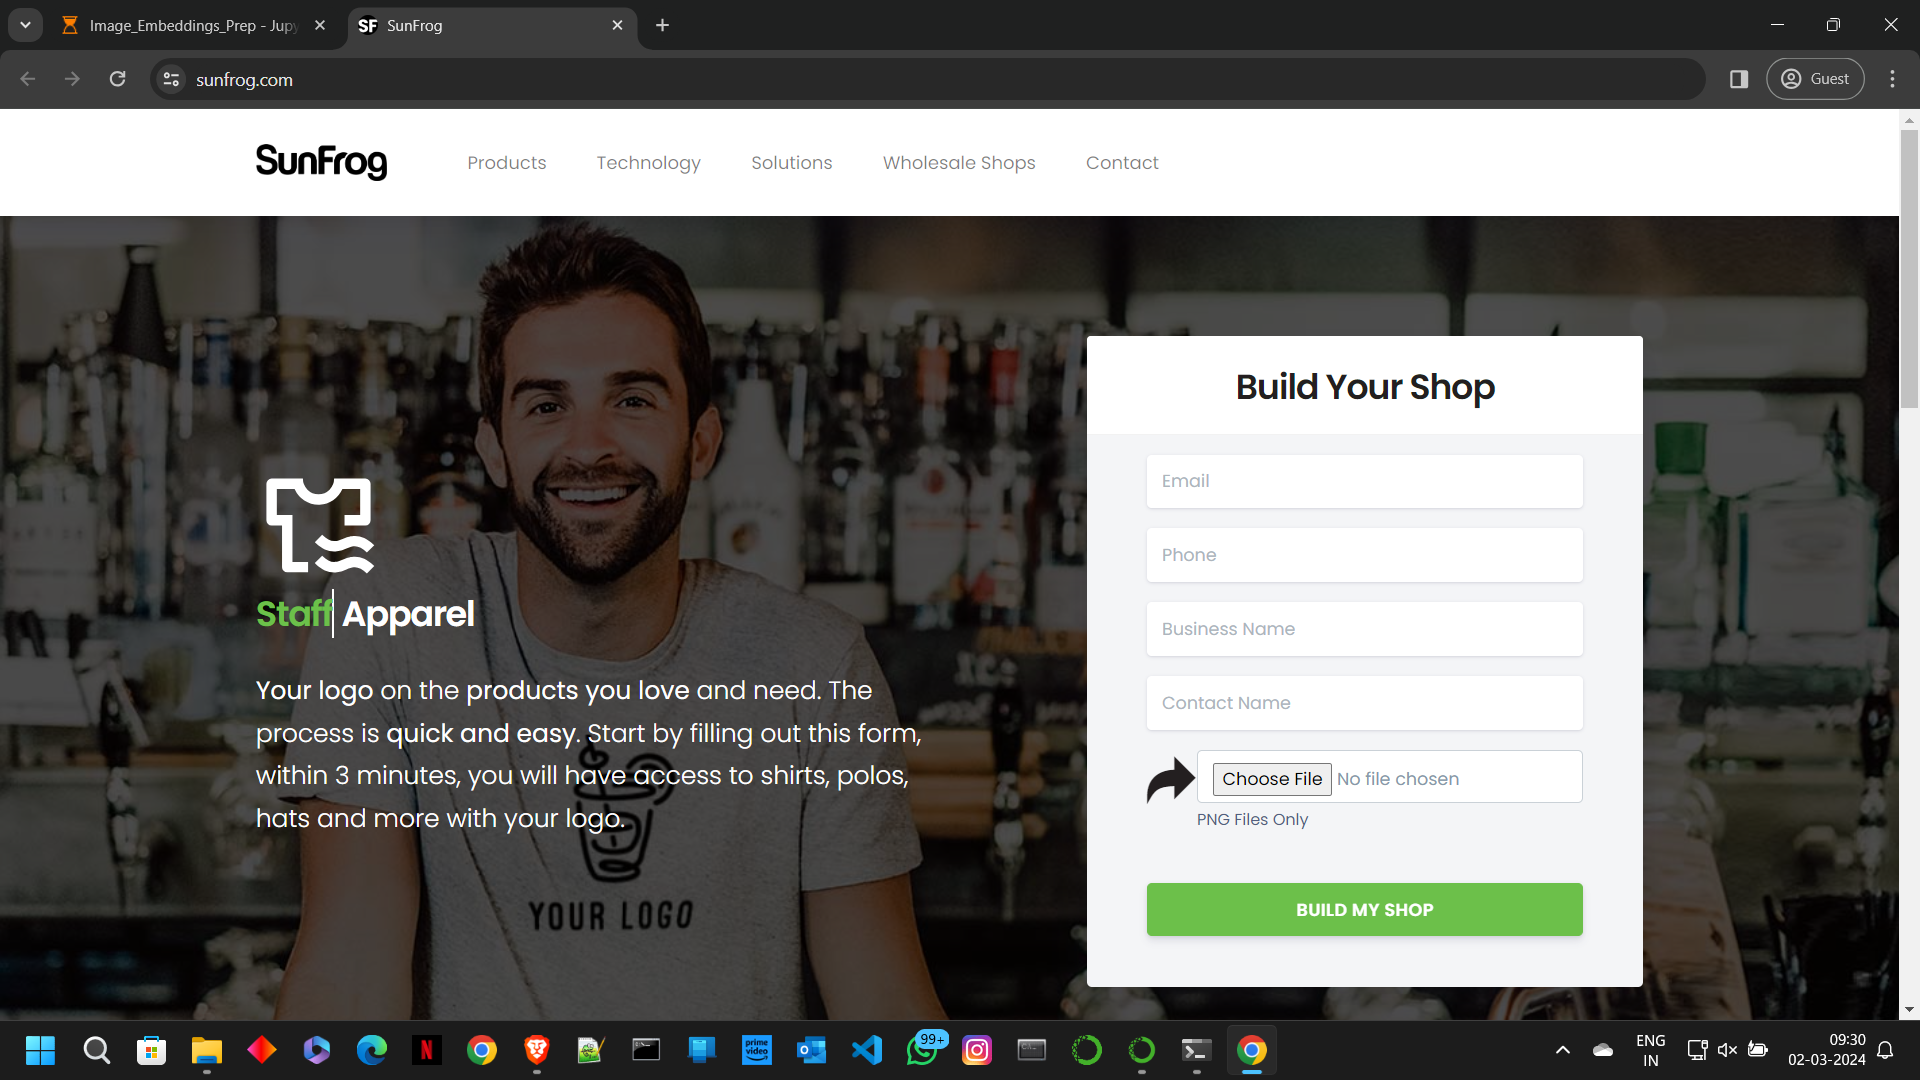 Image_Embeddings_Prep - Jupy
SF SunFrog
sunfrog.com
Guest
SunFrog
Products
Technology
Solutions
Wholesale Shops
Contact
Staff Apparel
Your logo on the products you love and need. The
process is quick and easy. Start by filling out this form,
within 3 minutes, you will have access to shirts, polos,
hats and more with your logo.
YOUR LOGO
Build Your Shop
Email
Phone
Business Name
Contact Name
Choose File No file chosen
PNG Files Only
BUILD MY SHOP
N
prime
video
99+
ENG
IN
09:30
02-03-2024